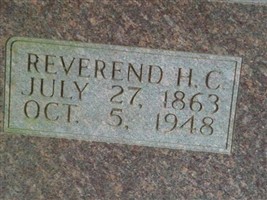 REVEREND H. C.
JULY 27, 1863
OCT. 5, 1948